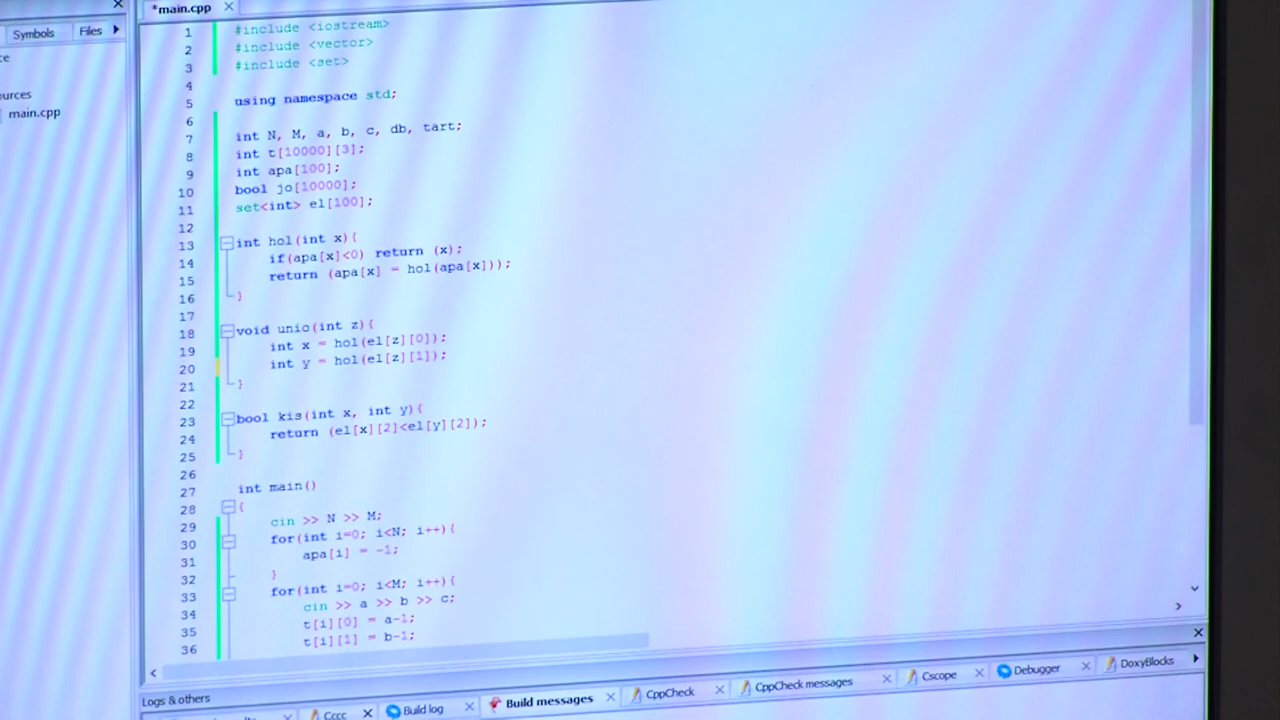 *main.cpp
Symbols Files
main.cpp
1 #include <iostream>
2 #include <vector>
3 #include <set>
4
5 using namespace std;
6
7 int N, M, a, b, c, db, tart;
8 int t[10000][3];
9 int apa[100];
10 bool jo[10000];
11 set<int> el[100];
12
13 int hol(int x){
14 if(apa[x]<0) return (x);
15 return (apa[x] = hol(apa[x]));
16 }
17
18 void unio(int z){
19 int x = hol(el[z][0]);
20 int y = hol(el[z][1]);
21 }
22
23 bool kis(int x, int y){
24 return (el[x][2]<el[y][2]);
25 }
26
27 int main()
28 {
29 cin >> N >> M;
30 for(int i=0; i<N; i++){
31 apa[i] = -1;
32 }
33 for(int i=0; i<M; i++){
34 cin >> a >> b >> c;
35 t[i][0] = a-1;
36 t[i][1] = b-1;
Logs & others
Cccc Build log Build messages CppCheck CppCheck messages Cscope Debugger DoxyBlocks